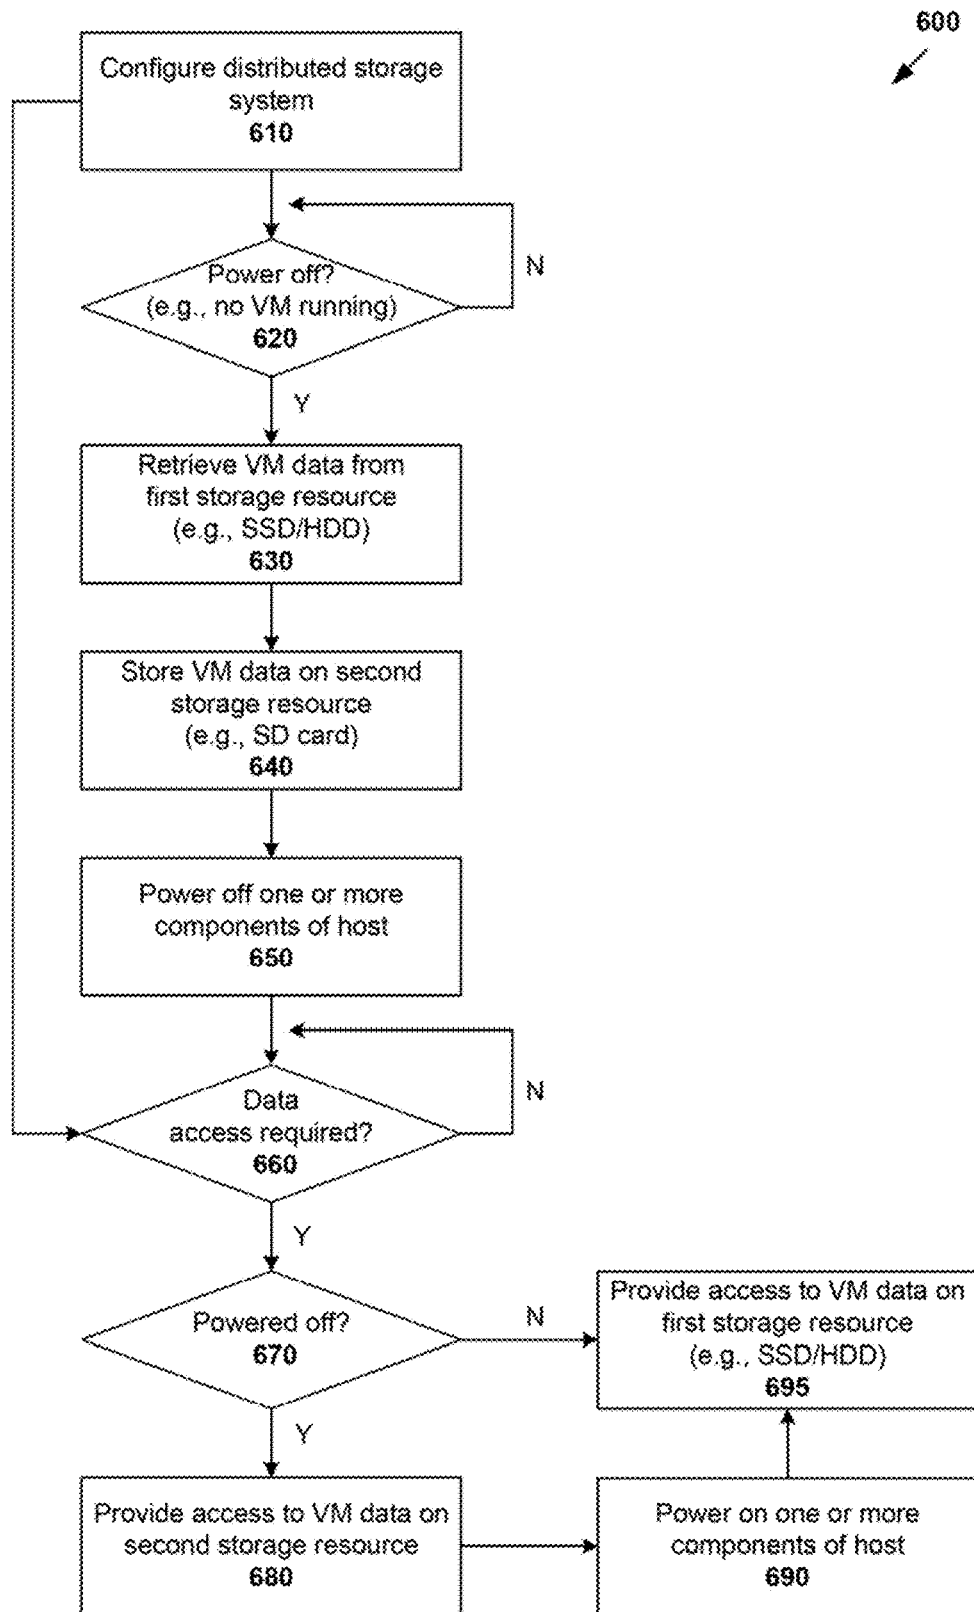 600
Configure distributed storage
system
610
Power off?
(e.g., no VM running)
620
N
Y
Retrieve VM data from
first storage resource
(e.g., SSD/HDD)
630
Store VM data on second
storage resource
(e.g., SD card)
640
Power off one or more
components of host
650
Data
access required?
660
N
Y
Powered off?
670
N
Y
Provide access to VM data on
first storage resource
(e.g., SSD/HDD)
695
Provide access to VM data on
second storage resource
680
Power on one or more
components of host
690